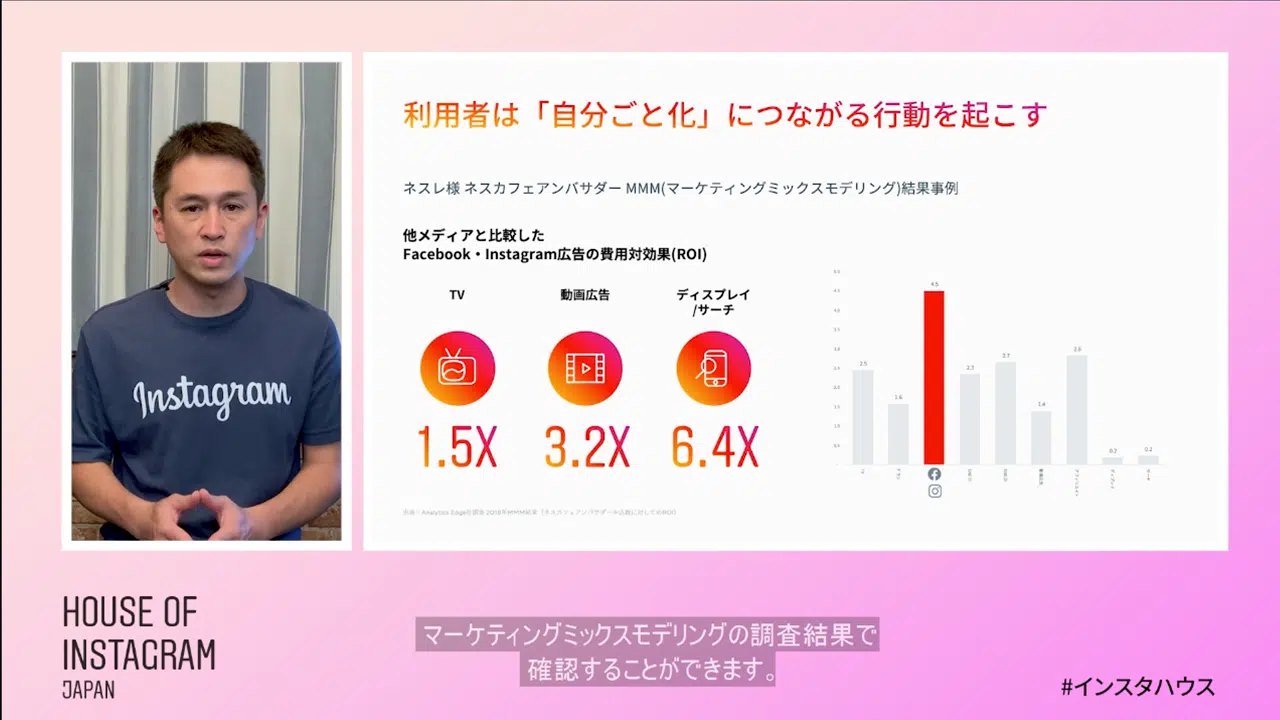 利用者は「自分ごと化」につながる行動を起こす
ネスレ様 ネスカフェアンバサダー MMM(マーケティングミックスモデリング)結果事例
他メディアと比較した
Facebook・Instagram広告の費用対効果(ROI)
TV
動画広告
ディスプレイ
/サーチ
1.5X
3.2X
6.4X
4.5
2.5
1.6
1.4
0.2
0.2
Instagram
HOUSE OF
INSTAGRAM
JAPAN
マーケティングミックスモデリングの調査結果で
確認することができます。
#インスタハウス